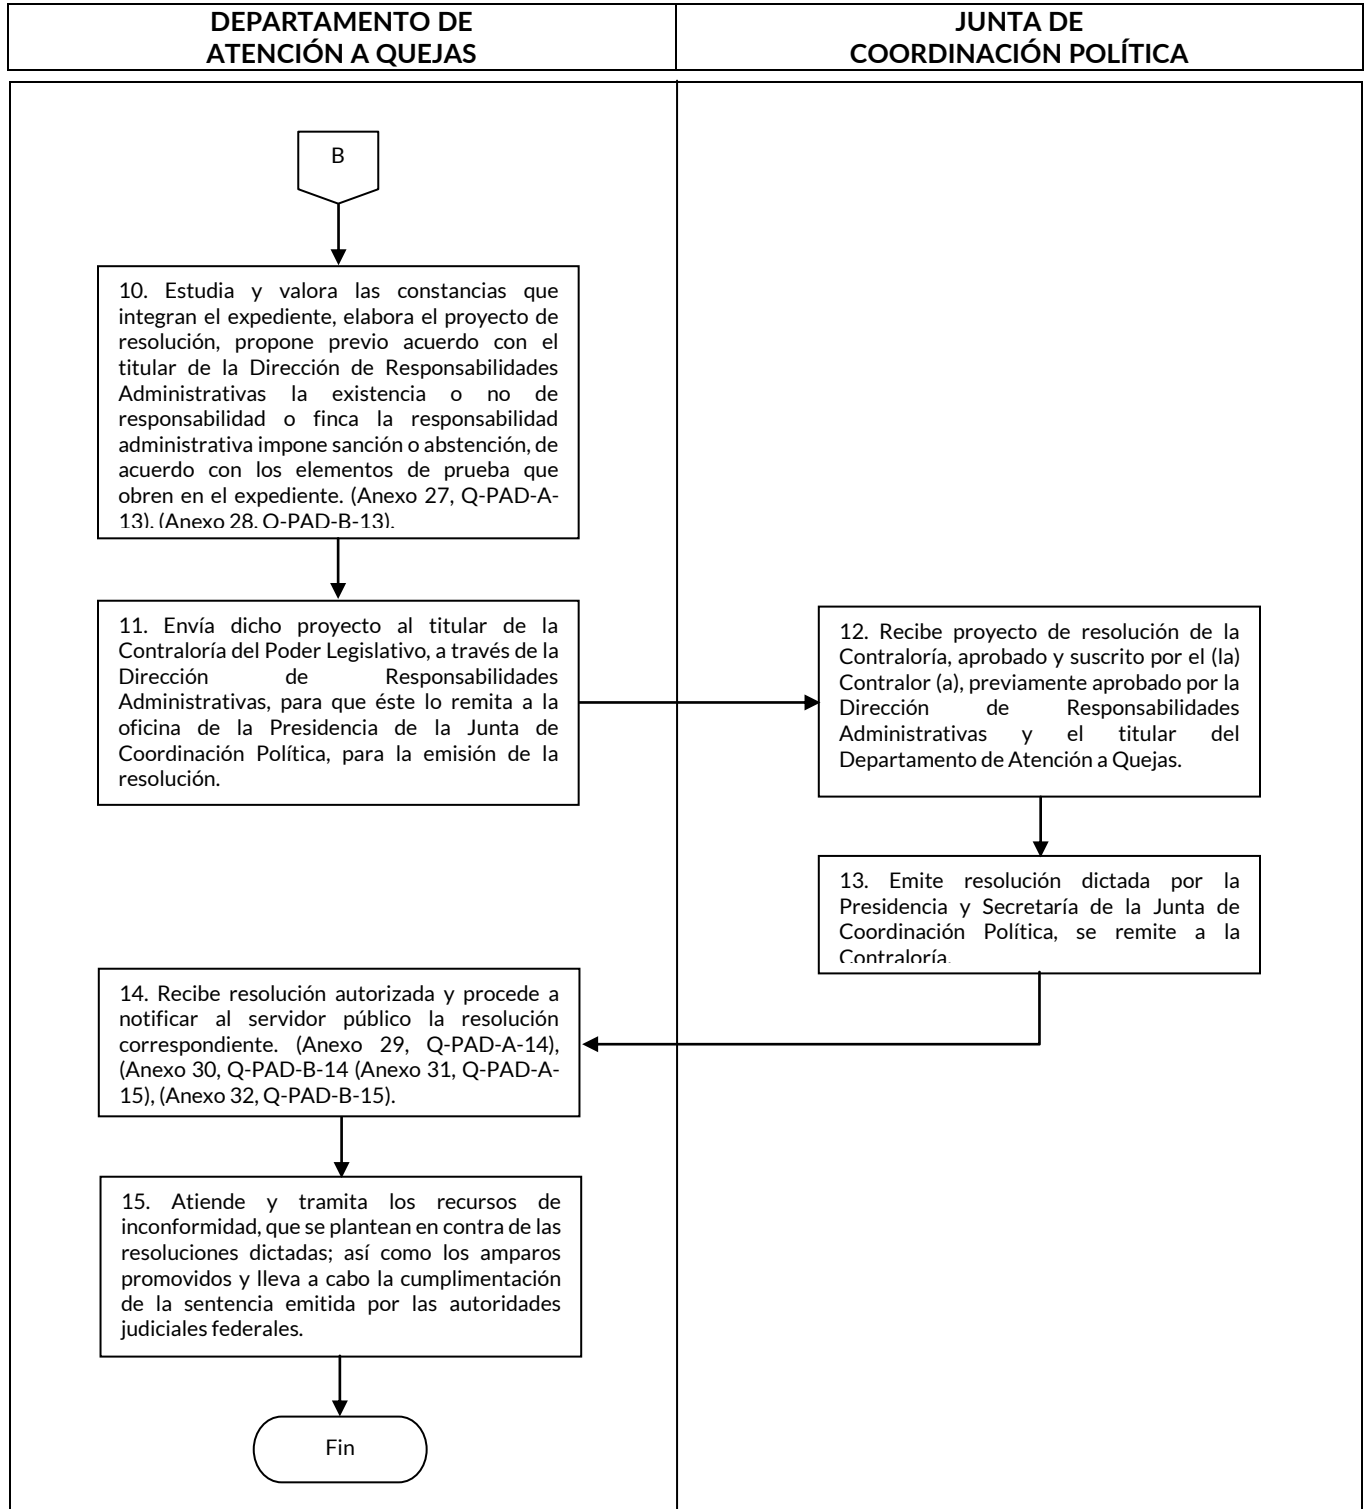 DEPARTAMENTO DE
ATENCIÓN A QUEJAS
JUNTA DE
COORDINACIÓN POLÍTICA
B
10. Estudia y valora las constancias que
integran el expediente, elabora el proyecto de
resolución, propone previo acuerdo con el
titular de la Dirección de Responsabilidades
Administrativas la existencia o no de
responsabilidad o finca la responsabilidad
administrativa impone sanción o abstención, de
acuerdo con los elementos de prueba que
obren en el expediente. (Anexo 27, Q-PAD-A-
13), (Anexo 28, Q-PAD-B-13).
11. Envía dicho proyecto al titular de la
Contraloría del Poder Legislativo, a través de la
Dirección de Responsabilidades
Administrativas, para que éste lo remita a la
oficina de la Presidencia de la Junta de
Coordinación Política, para la emisión de la
resolución.
12. Recibe proyecto de resolución de la
Contraloría, aprobado y suscrito por el (la)
Contralor (a), previamente aprobado por la
Dirección de Responsabilidades
Administrativas y el titular del
Departamento de Atención a Quejas.
13. Emite resolución dictada por la
Presidencia y Secretaría de la Junta de
Coordinación Política, se remite a la
Contraloría.
14. Recibe resolución autorizada y procede a
notificar al servidor público la resolución
correspondiente. (Anexo 29, Q-PAD-A-14),
(Anexo 30, Q-PAD-B-14 (Anexo 31, Q-PAD-A-
15), (Anexo 32, Q-PAD-B-15).
15. Atiende y tramita los recursos de
inconformidad, que se plantean en contra de las
resoluciones dictadas; así como los amparos
promovidos y lleva a cabo la cumplimentación
de la sentencia emitida por las autoridades
judiciales federales.
Fin